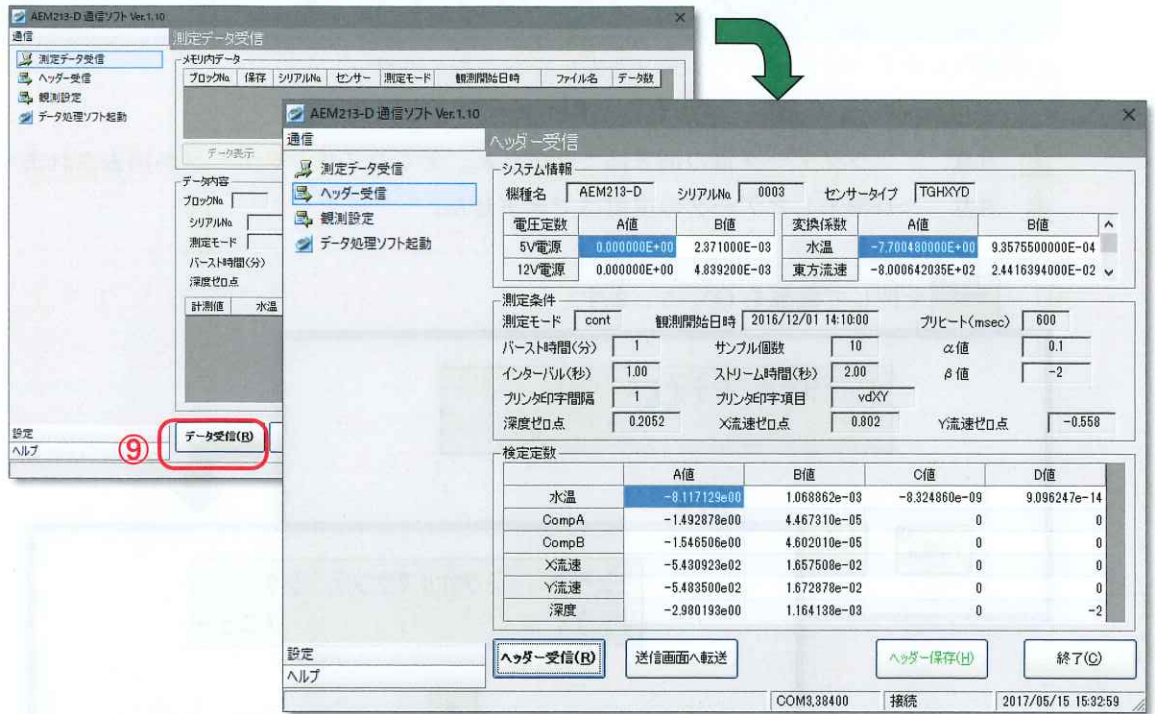 AEM213-D 通信ソフト Ver.1.10
通信
測定データ受信
ヘッダー受信
観測設定
データ処理ソフト起動
測定データ受信
メモリ内データ
ブロックNo. 保存 シリアルNo. センサー 測定モード 観測開始日時 ファイル名 データ数
データ表示
データ内容
ブロックNo.
シリアルNo.
測定モード
バースト時間(分)
深度ゼロ点
計測値 水温
設定
ヘルプ
⑨
データ受信(R)
AEM213-D 通信ソフト Ver.1.10
通信
測定データ受信
ヘッダー受信
観測設定
データ処理ソフト起動
ヘッダー受信
システム情報
機種名 AEM213-D シリアルNo. 0003 センサータイプ TGHXYD
電圧定数 A値 B値 変換係数 A値 B値
5V電源 0.000000E+00 2.371000E-03 水温 -7.700480000E+00 9.3575500000E-04
12V電源 0.000000E+00 4.839200E-03 東方流速 -8.000642035E+02 2.4416394000E-02
測定条件
測定モード cont 観測開始日時 2016/12/01 14:10:00 プリヒート(msec) 600
バースト時間(分) 1 サンプル個数 10 α値 0.1
インターバル(秒) 1.00 ストリーム時間(秒) 2.00 β値 -2
プリンタ印字間隔 1 プリンタ印字項目 vdXY
深度ゼロ点 0.2052 X流速ゼロ点 0.802 Y流速ゼロ点 -0.558
検定定数
A値 B値 C値 D値
水温 -8.117129e00 1.068862e-03 -8.324860e-09 9.096247e-14
CompA -1.492878e00 4.467310e-05 0 0
CompB -1.546506e00 4.602010e-05 0 0
X流速 -5.430923e02 1.657508e-02 0 0
Y流速 -5.483500e02 1.672878e-02 0 0
深度 -2.980193e00 1.164138e-03 0 -2
設定
ヘルプ
ヘッダー受信(R) 送信画面へ転送 ヘッダー保存(H) 終了(C)
COM3,38400 接続 2017/05/15 15:32:59